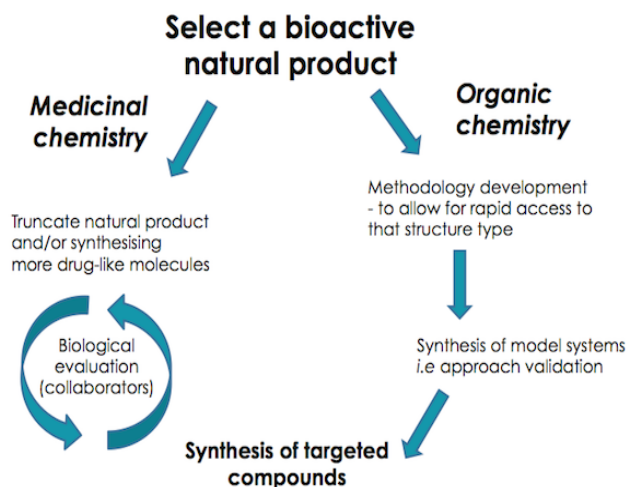 Select a bioactive
natural product
Medicinal
chemistry
Organic
chemistry
Truncate natural product
and/or synthesising
more drug-like molecules
Methodology development
- to allow for rapid access to
that structure type
Biological
evaluation
(collaborators)
Synthesis of model systems
i.e approach validation
Synthesis of targeted
compounds